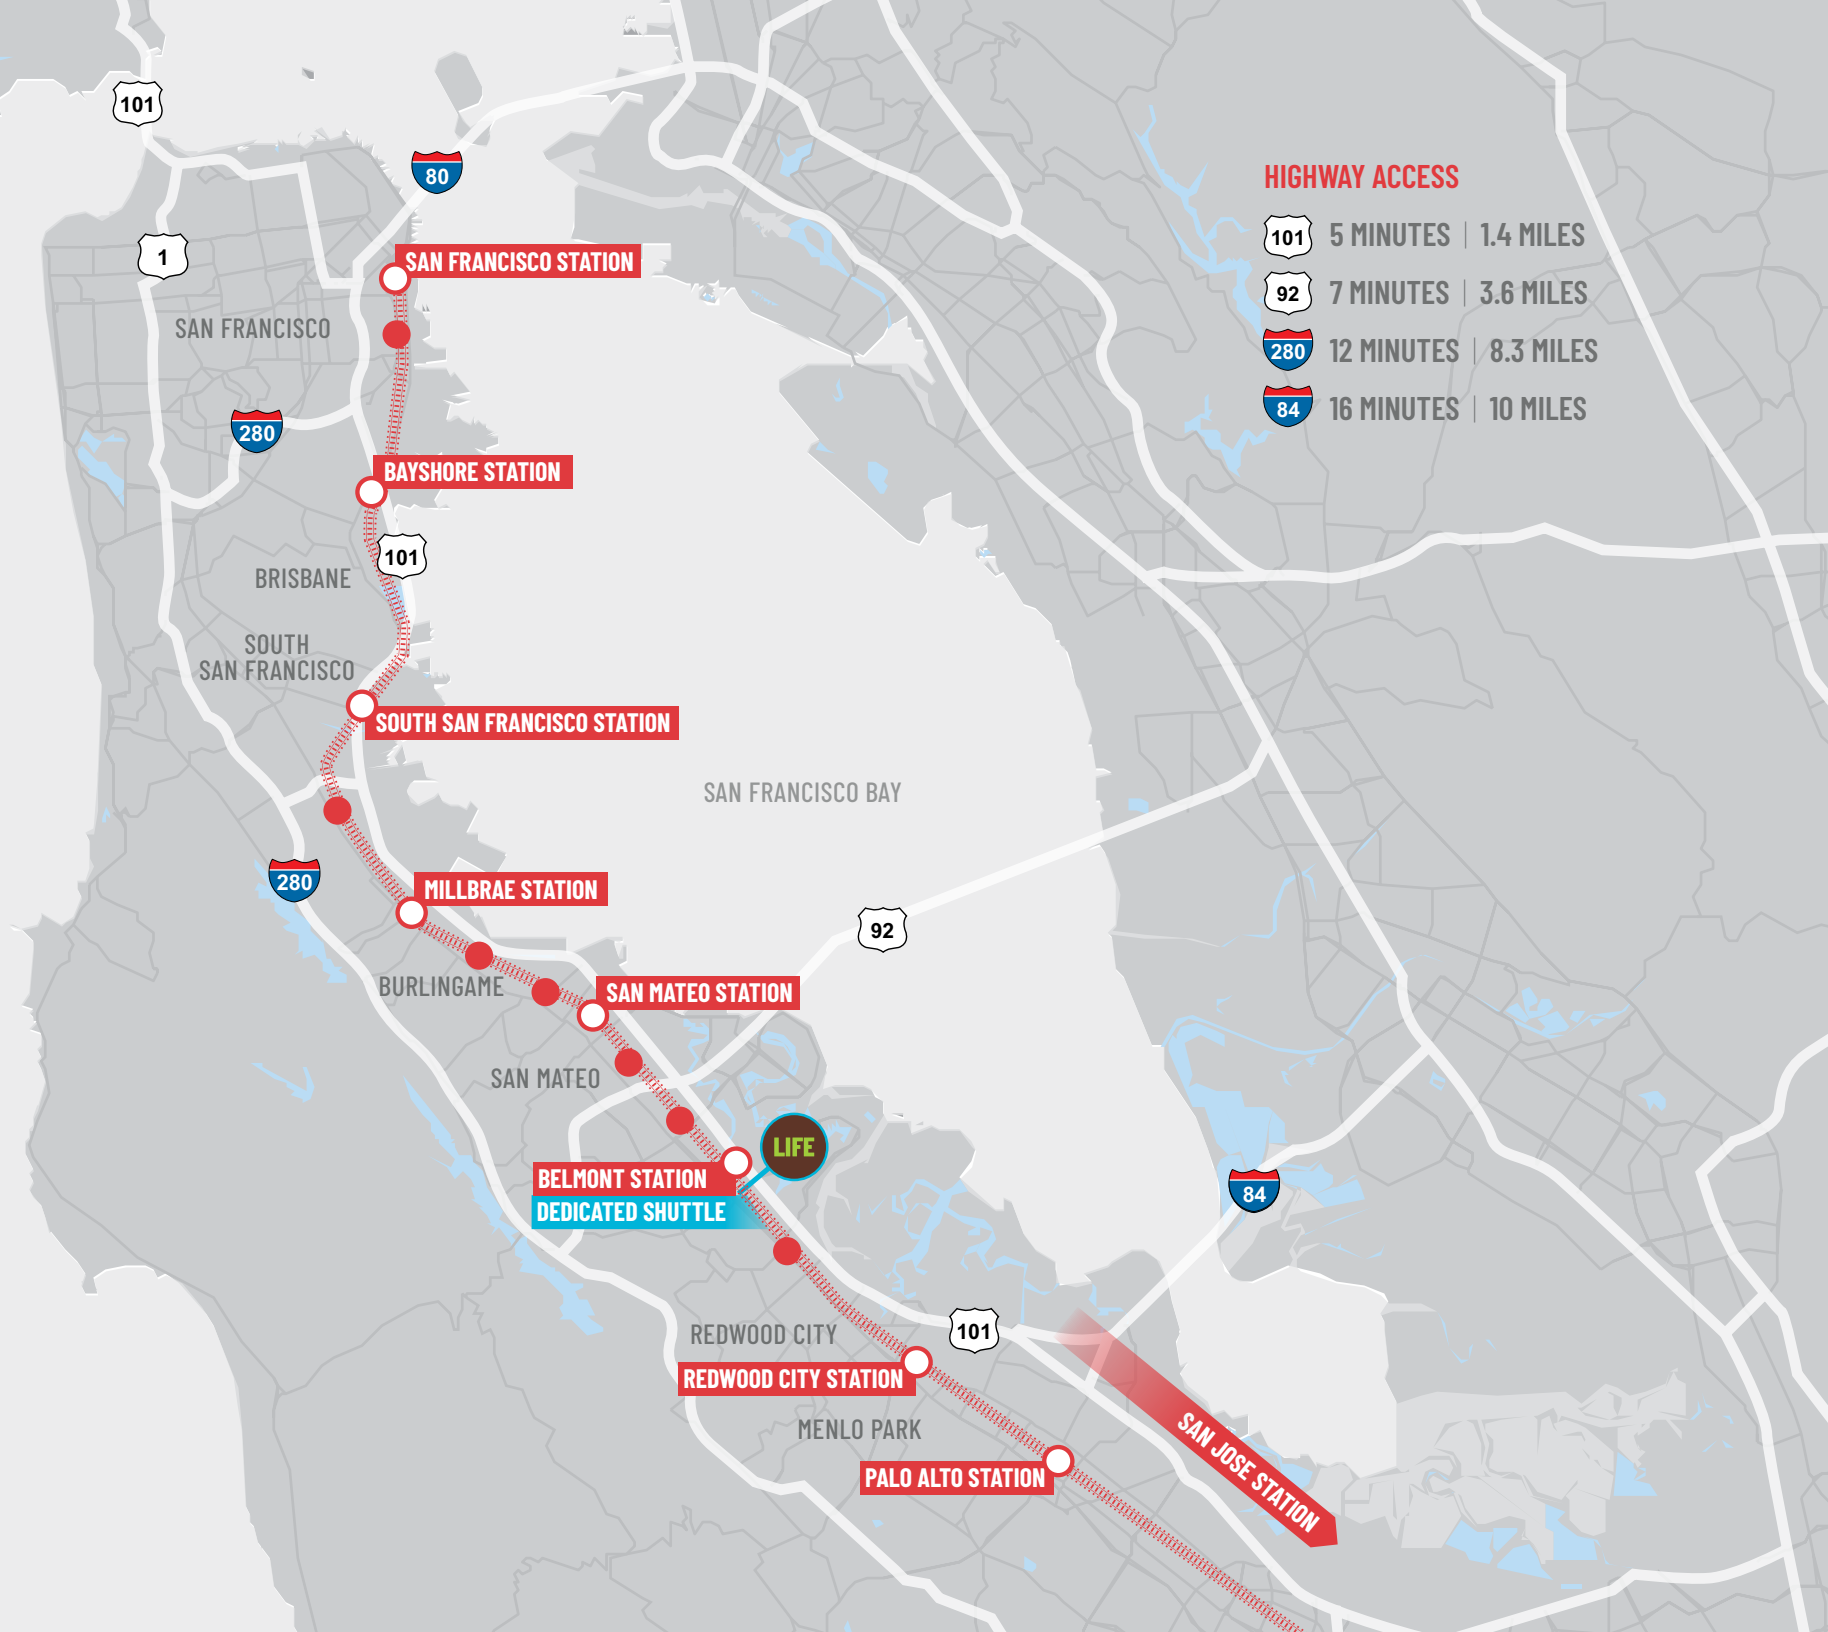 101
80
HIGHWAY ACCESS
101 5 MINUTES | 1.4 MILES
92 7 MINUTES | 3.6 MILES
280 12 MINUTES | 8.3 MILES
84 16 MINUTES | 10 MILES
1
SAN FRANCISCO STATION
SAN FRANCISCO
280
BAYSHORE STATION
101
BRISBANE
SOUTH
SAN FRANCISCO
SOUTH SAN FRANCISCO STATION
SAN FRANCISCO BAY
280
MILLBRAE STATION
92
BURLINGAME
SAN MATEO STATION
SAN MATEO
LIFE
BELMONT STATION
DEDICATED SHUTTLE
84
101
REDWOOD CITY
REDWOOD CITY STATION
MENLO PARK
PALO ALTO STATION
SAN JOSE STATION